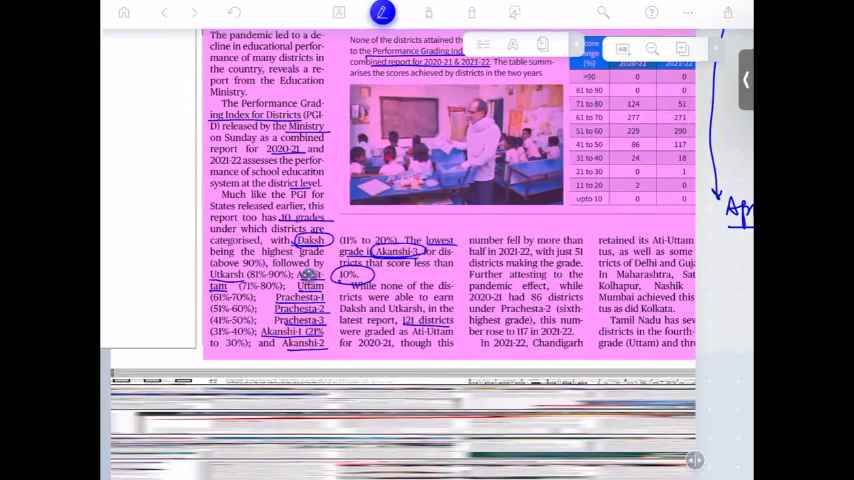 The pandemic led to a de-
cline in educational perfor-
mance of many districts in
the country, reveals a re-
port from the Education
Ministry.
The Performance Grad-
ing Index for Districts (PGI-
D) released by the Ministry
on Sunday as a combined
report for 2020-21 and
2021-22 assesses the perfor-
mance of school education
system at the district level.
Much like the PGI for
States released earlier, this
report too has 10 grades
under which districts are
categorised, with Daksh
being the highest grade
(above 90%), followed by
Utkarsh (81%-90%);
tam (71%-80%); Uttam
(61%-70%); Prachesta-1
(51%-60%); Prachesta-2
(41%-50%); Prachesta-3
(31%-40%); Akanshi-1 (21%
to 30%); and Akanshi-2
None of the districts attained th
to the Performance Grading Ind
combined report for 2020-21 & 2021-22. The table summ-
arises the scores achieved by districts in the two years
core
ange
(%) 2020-21 2021-22
>90 0 0
81 to 90 0 0
71 to 80 124 51
61 to 70 277 271
51 to 60 229 290
41 to 50 86 117
31 to 40 24 18
21 to 30 0 1
11 to 20 2 0
upto 10 0 0
(11% to 20%). The lowest
grade is Akanshi-3, for dis-
tricts that score less than
10%.
While none of the dis-
tricts were able to earn
Daksh and Utkarsh, in the
latest report, 121 districts
were graded as Ati-Uttam
for 2020-21, though this
number fell by more than
half in 2021-22, with just 51
districts making the grade.
Further attesting to the
pandemic effect, while
2020-21 had 86 districts
under Prachesta-2 (sixth-
highest grade), this num-
ber rose to 117 in 2021-22.
In 2021-22, Chandigarh
retained its Ati-Uttam
tus, as well as some
tricts of Delhi and Guja
In Maharashtra, Sat
Kolhapur, Nashik
Mumbai achieved this
tus as did Kolkata.
Tamil Nadu has sev
districts in the fourth-
grade (Uttam) and thre